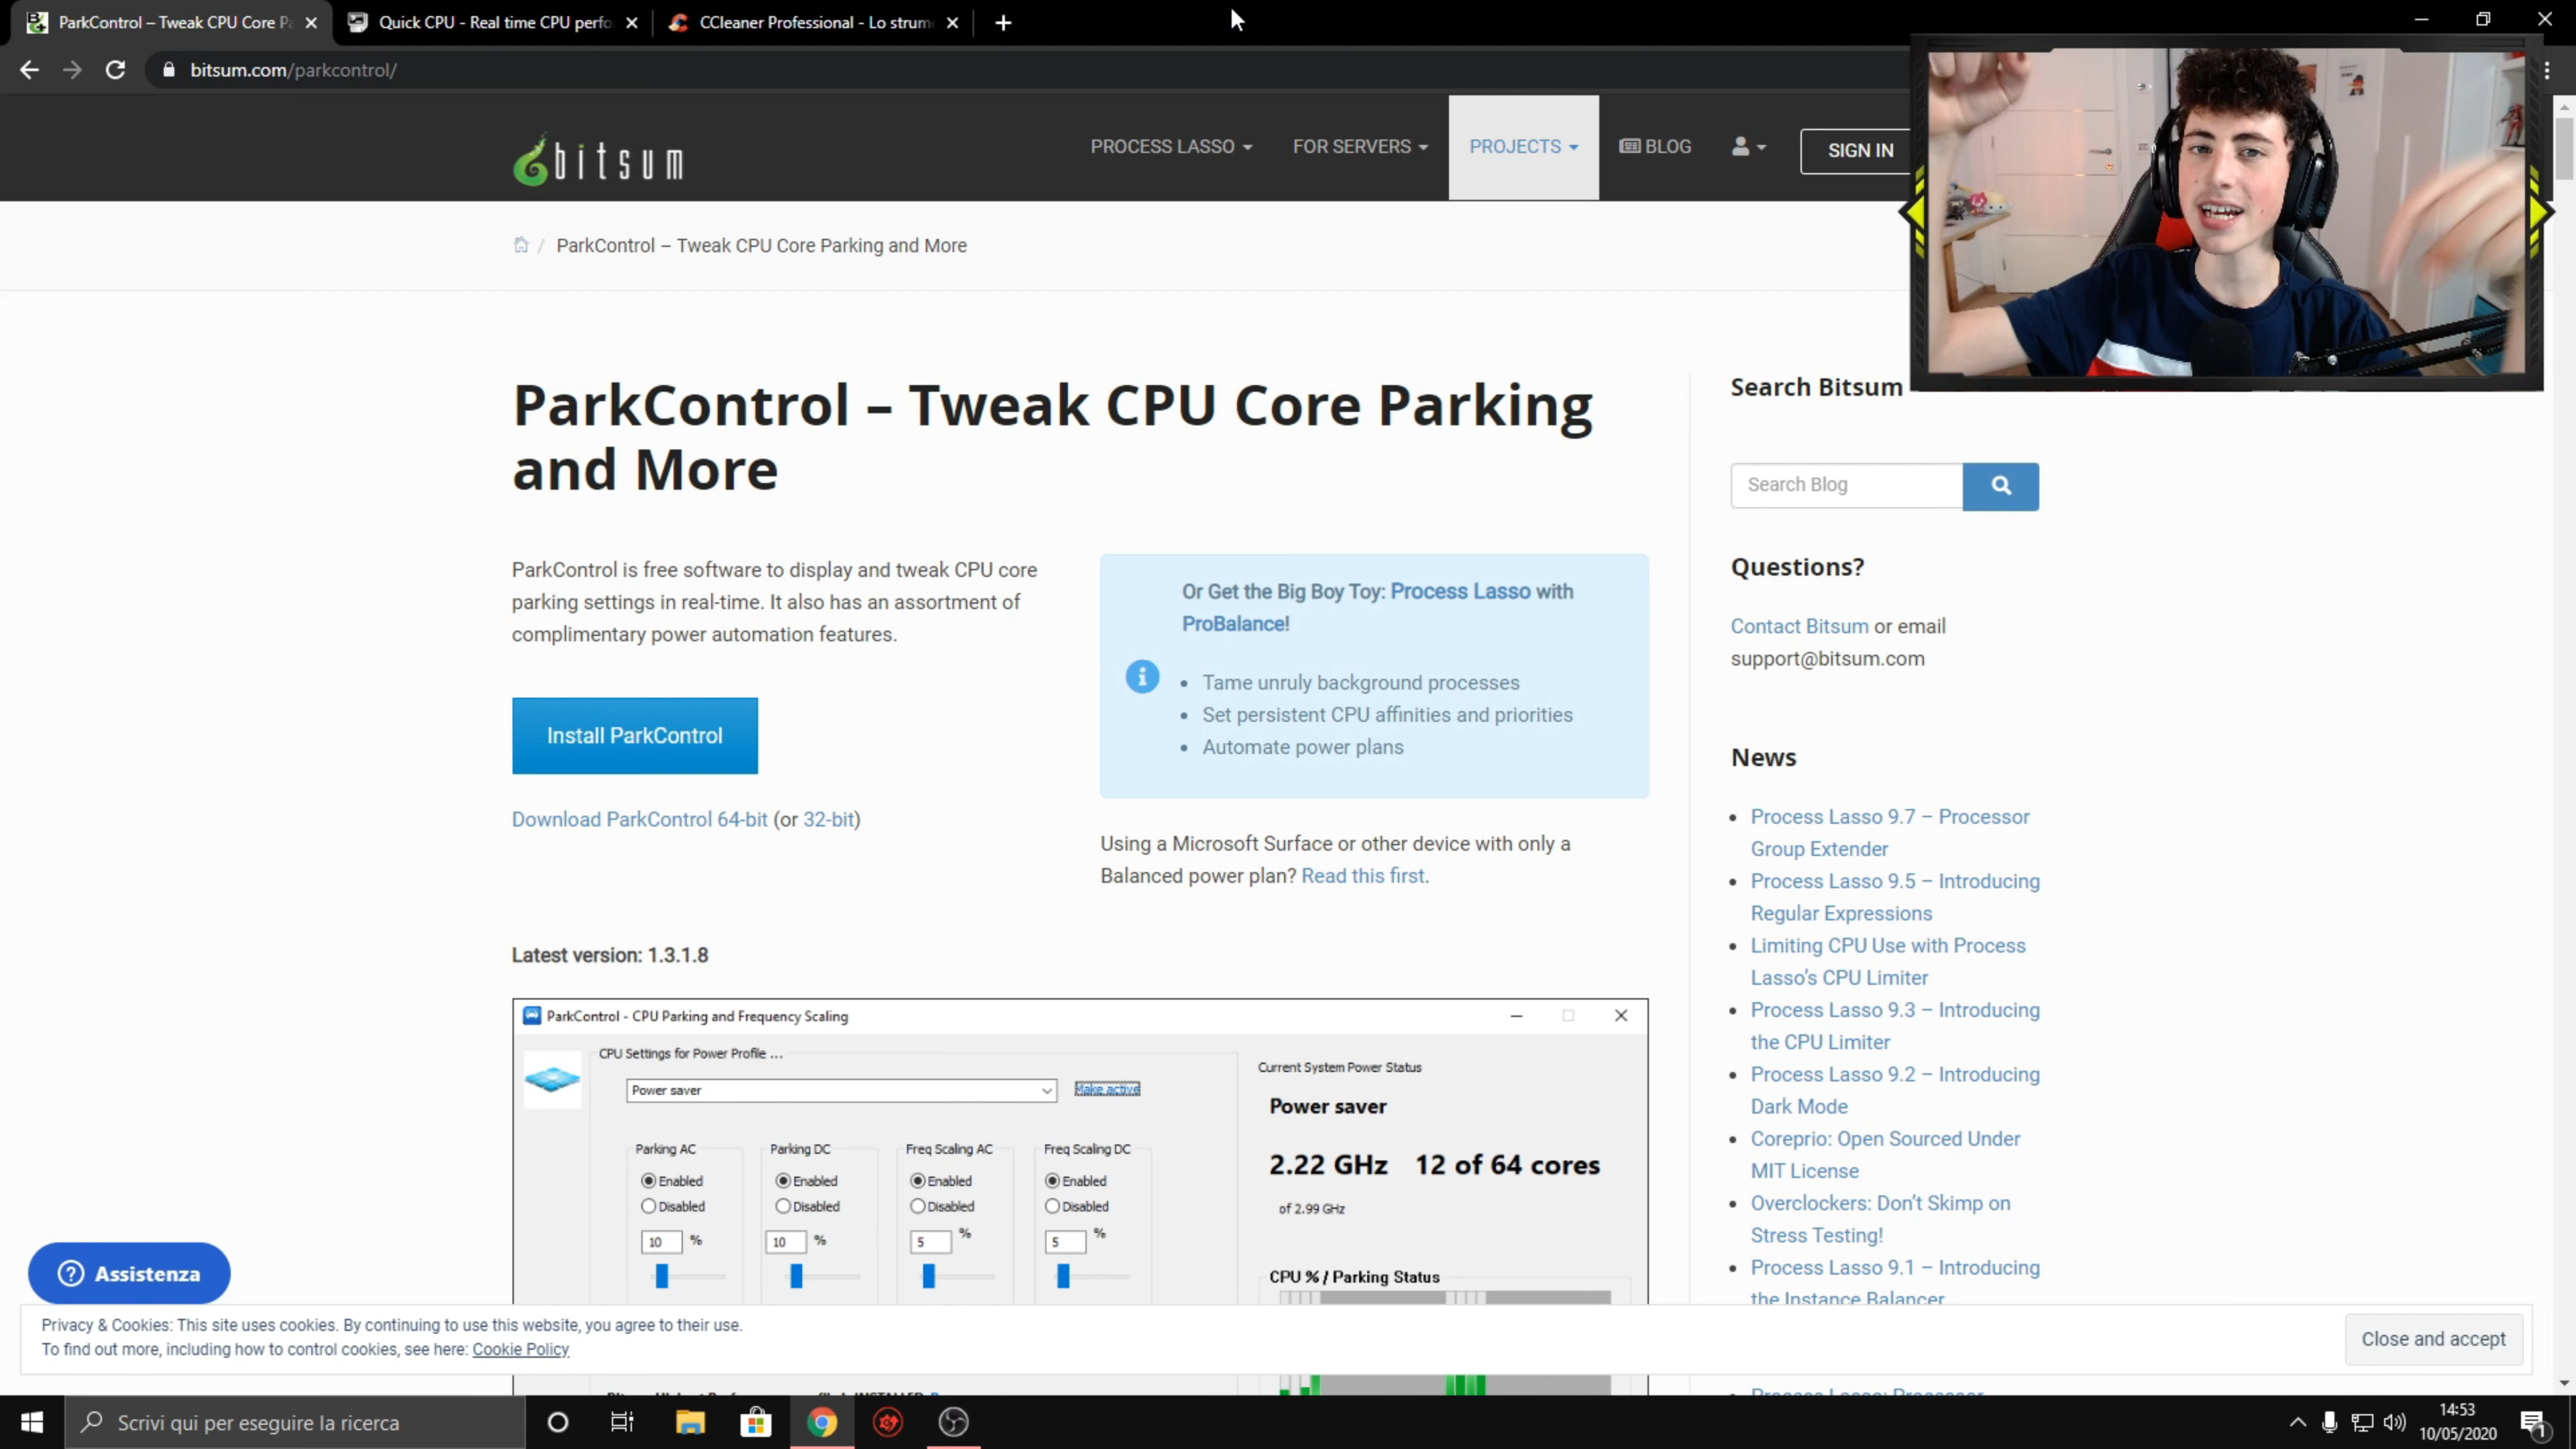 ParkControl – Tweak CPU Core Pa
Quick CPU - Real time CPU perfo
CCleaner Professional - Lo strum
bitsum.com/parkcontrol/
bitsum
PROCESS LASSO
FOR SERVERS
PROJECTS
BLOG
SIGN IN
/ ParkControl – Tweak CPU Core Parking and More
ParkControl – Tweak CPU Core Parking
and More
ParkControl is free software to display and tweak CPU core
parking settings in real-time. It also has an assortment of
complimentary power automation features.
Install ParkControl
Download ParkControl 64-bit (or 32-bit)
Or Get the Big Boy Toy: Process Lasso with
ProBalance!
• Tame unruly background processes
• Set persistent CPU affinities and priorities
• Automate power plans
Using a Microsoft Surface or other device with only a
Balanced power plan? Read this first.
Latest version: 1.3.1.8
ParkControl - CPU Parking and Frequency Scaling
CPU Settings for Power Profile ...
Power saver
Make active
Parking AC
Parking DC
Freq Scaling AC
Freq Scaling DC
Enabled
Enabled
Enabled
Enabled
Disabled
Disabled
Disabled
Disabled
10 %
10 %
5 %
5 %
Current System Power Status
Power saver
2.22 GHz 12 of 64 cores
of 2.99 GHz
CPU % / Parking Status
Search Bitsum
Search Blog
Questions?
Contact Bitsum or email
support@bitsum.com
News
• Process Lasso 9.7 – Processor
Group Extender
• Process Lasso 9.5 – Introducing
Regular Expressions
• Limiting CPU Use with Process
Lasso's CPU Limiter
• Process Lasso 9.3 – Introducing
the CPU Limiter
• Process Lasso 9.2 – Introducing
Dark Mode
• Coreprio: Open Sourced Under
MIT License
• Overclockers: Don't Skimp on
Stress Testing!
• Process Lasso 9.1 – Introducing
the Instance Balancer
Assistenza
Privacy & Cookies: This site uses cookies. By continuing to use this website, you agree to their use.
To find out more, including how to control cookies, see here: Cookie Policy
Close and accept
Scrivi qui per eseguire la ricerca
14:53
10/05/2020
1